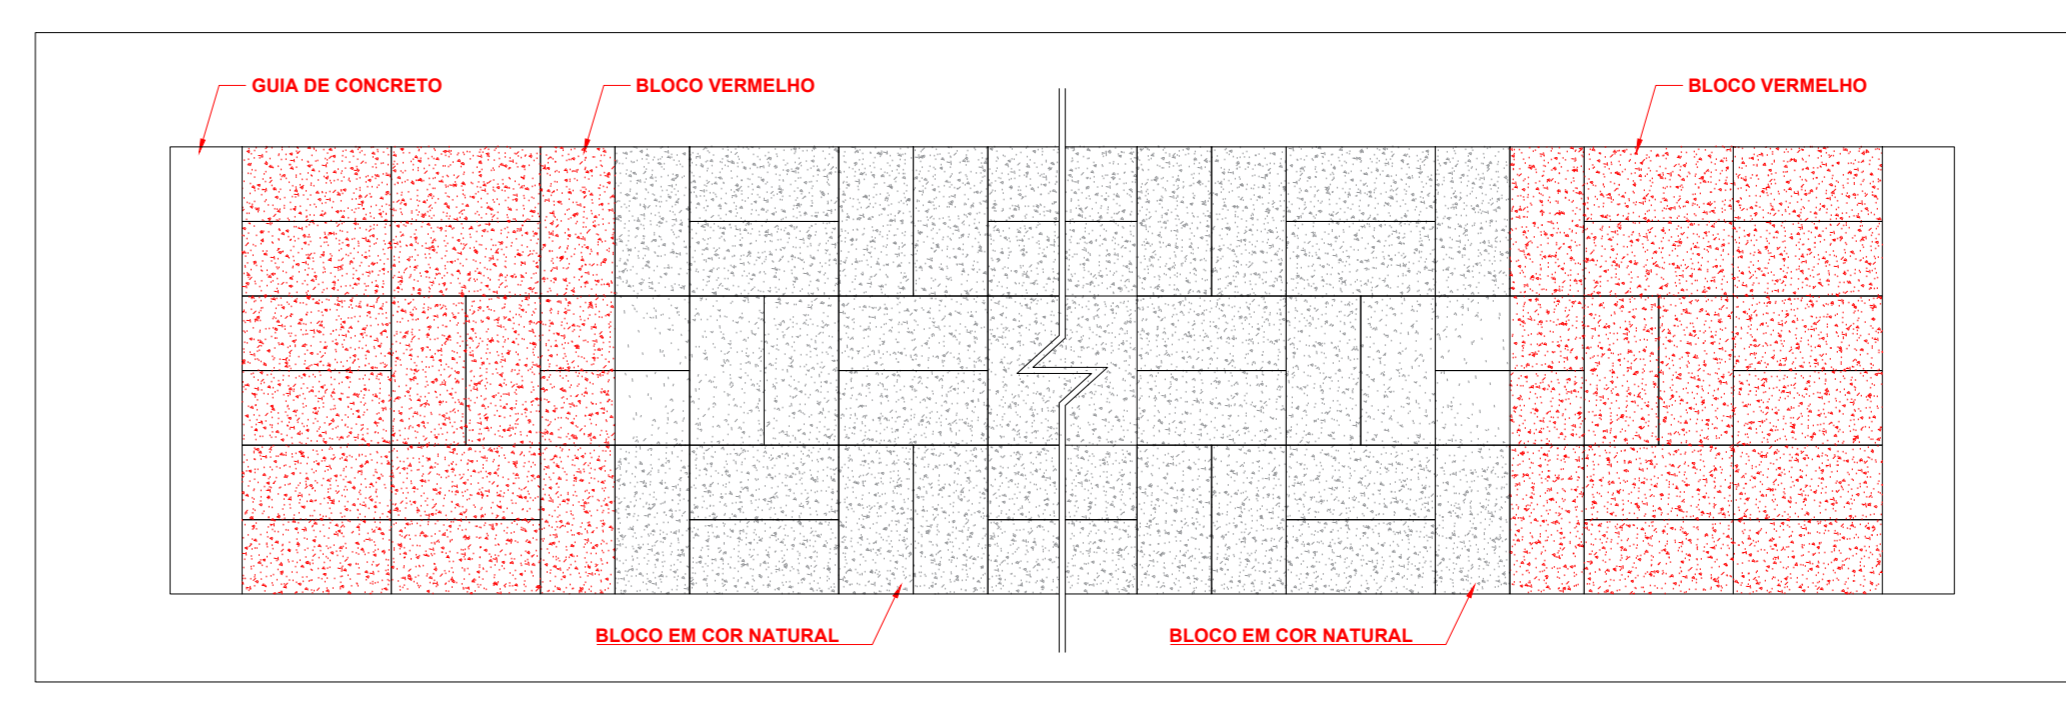 GUIA DE CONCRETO
BLOCO VERMELHO
BLOCO VERMELHO
BLOCO EM COR NATURAL
BLOCO EM COR NATURAL